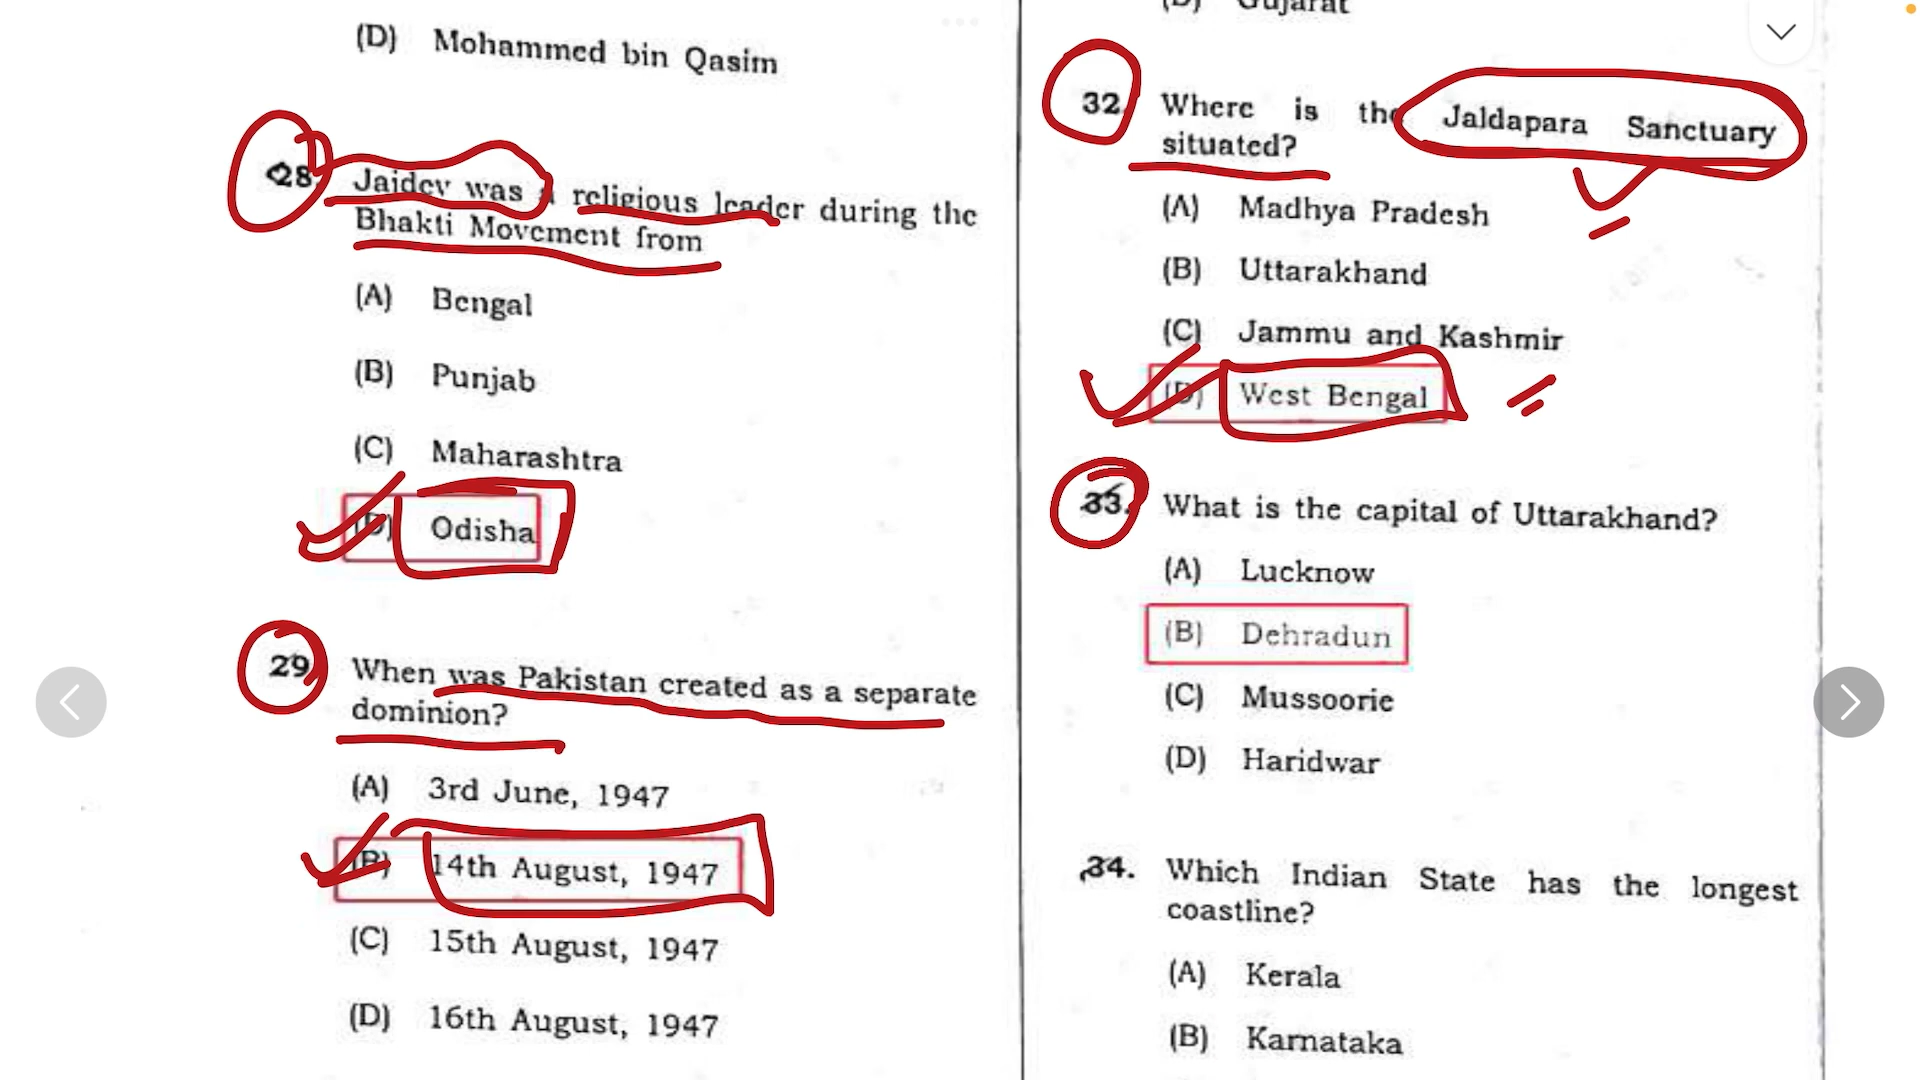 (D) Mohammed bin Qasim
28. Jaidev was a religious leader during the
Bhakti Movement from
(A) Bengal
(B) Punjab
(C) Maharashtra
(D) Odisha
29. When was Pakistan created as a separate
dominion?
(A) 3rd June, 1947
(B) 14th August, 1947
(C) 15th August, 1947
(D) 16th August, 1947
(D) Gujarat
32. Where is the Jaldapara Sanctuary
situated?
(A) Madhya Pradesh
(B) Uttarakhand
(C) Jammu and Kashmir
(D) West Bengal
33. What is the capital of Uttarakhand?
(A) Lucknow
(B) Dehradun
(C) Mussoorie
(D) Haridwar
34. Which Indian State has the longest
coastline?
(A) Kerala
(B) Karnataka